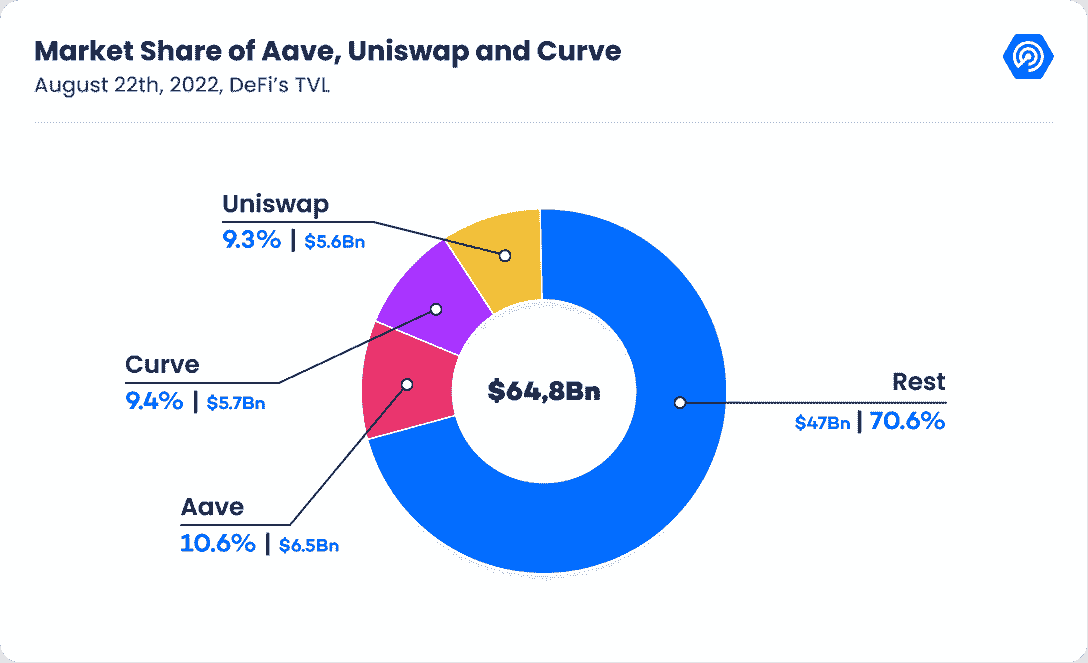 Market Share of Aave, Uniswap and Curve
August 22th, 2022, DeFi's TVL
Uniswap
9.3% | $5.6Bn
Curve
9.4% | $5.7Bn
Aave
10.6% | $6.5Bn
$64,8Bn
Rest
$47Bn | 70.6%